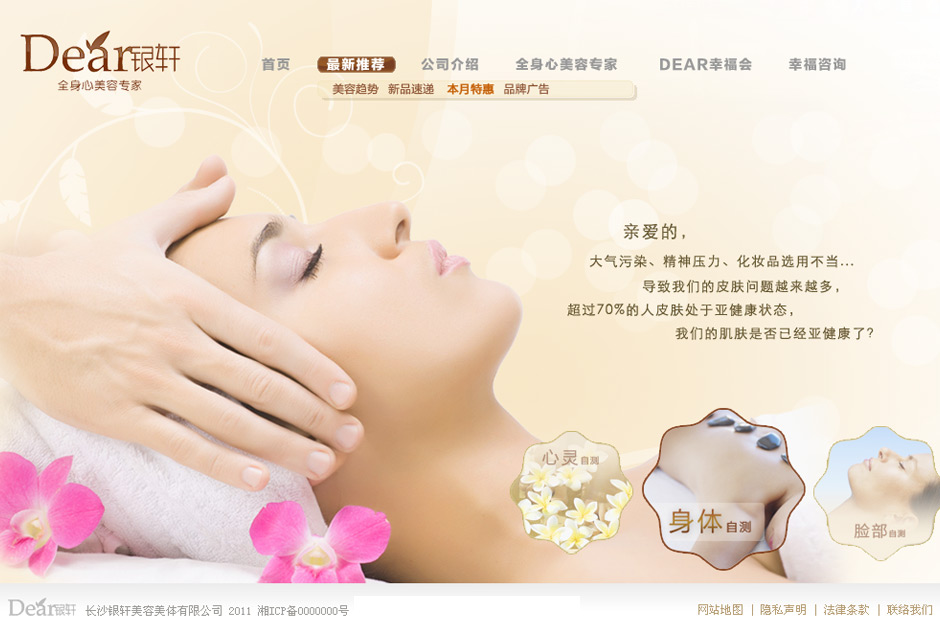 Dear银轩
全身心美容专家
首页 最新推荐 公司介绍 全身心美容专家 DEAR幸福会 幸福咨询
美容趋势 新品速递 本月特惠 品牌广告
亲爱的，
大气污染、精神压力、化妆品选用不当...
导致我们的皮肤问题越来越多，
超过70%的人皮肤处于亚健康状态，
我们的肌肤是否已经亚健康了？
心灵自测
身体自测
脸部自测
Dear银轩 长沙银轩美容美体有限公司 2011 湘ICP备0000000号
网站地图 | 隐私声明 | 法律条款 | 联络我们